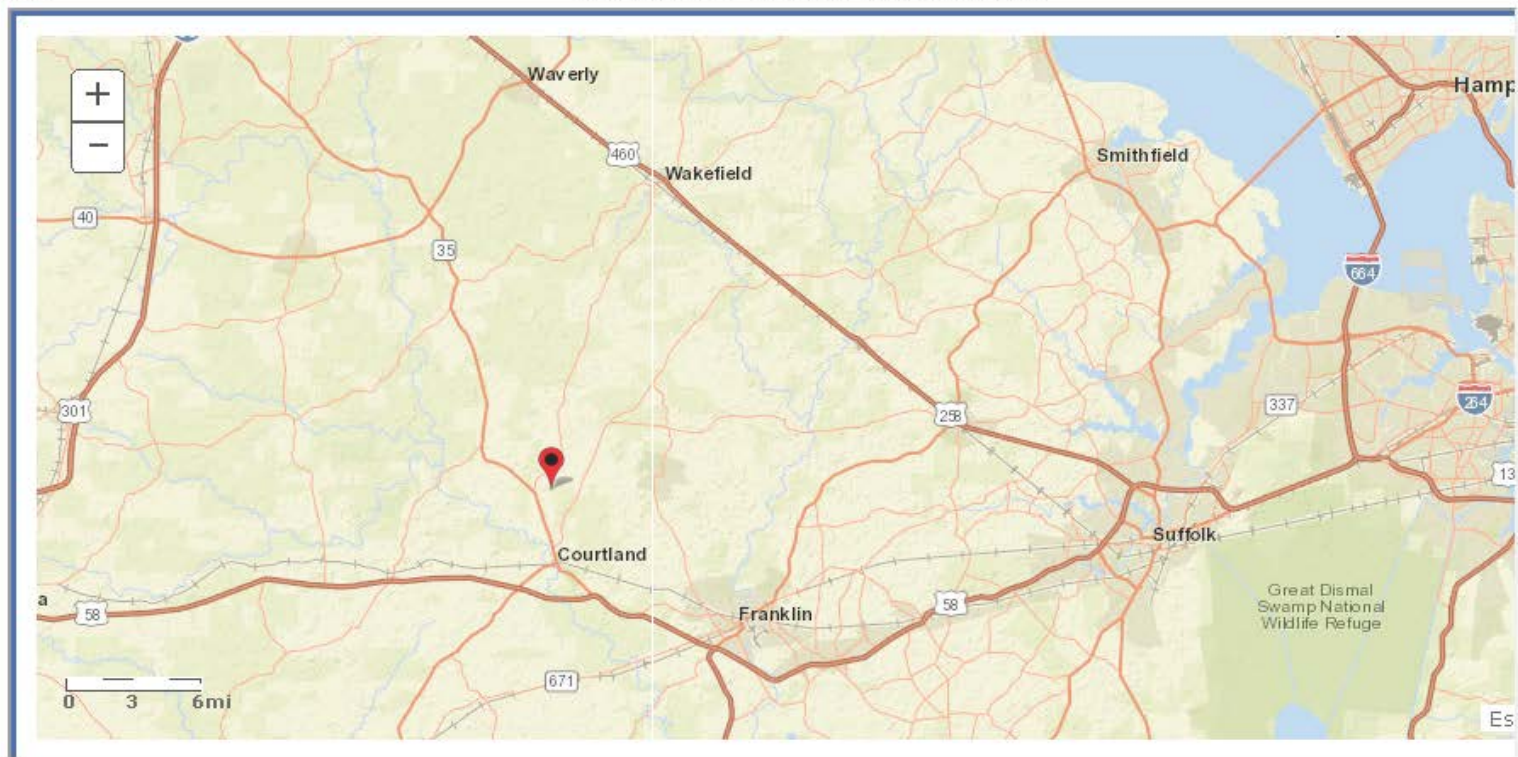 +
Waverly
Hamp
−
460
Smithfield
Wakefield
40
35
664
301
258
337
264
13
Suffolk
Courtland
a
58
58
Great Dismal
Swamp National
Wildlife Refuge
Franklin
671
0 3 6mi
Es